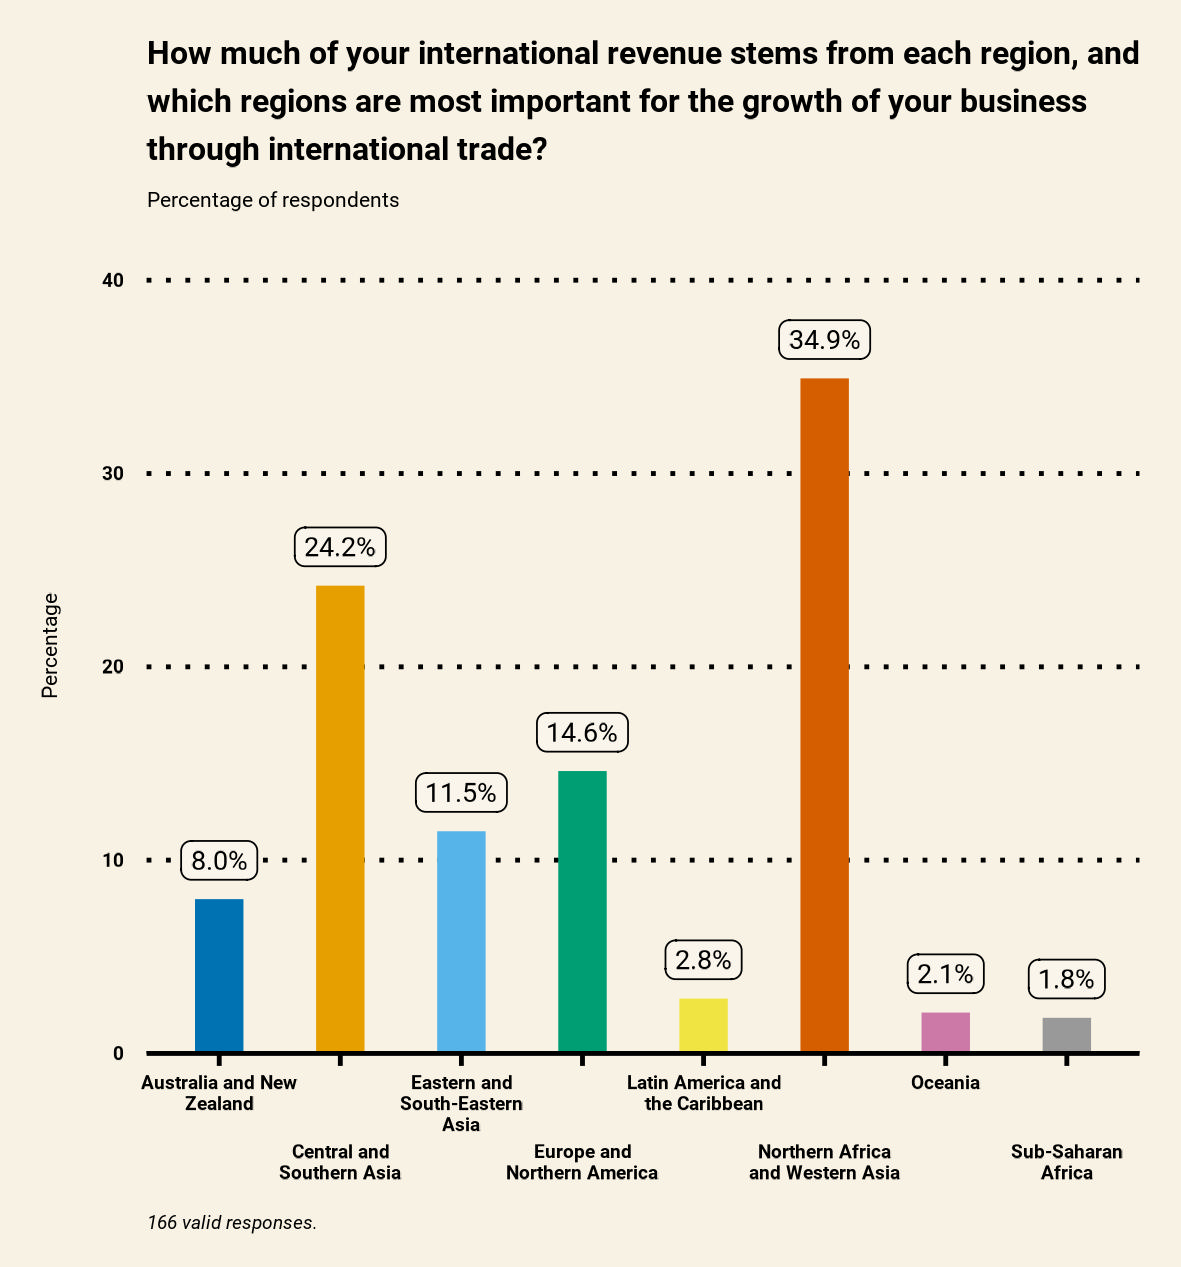 How much of your international revenue stems from each region, and
which regions are most important for the growth of your business
through international trade?
Percentage of respondents
40
34.9%
30
24.2%
Percentage
20
14.6%
11.5%
10
8.0%
2.8%
2.1%
1.8%
0
Australia and New
Zealand
Central and
Southern Asia
Eastern and
South-Eastern
Asia
Europe and
Northern America
Latin America and
the Caribbean
Northern Africa
and Western Asia
Oceania
Sub-Saharan
Africa
166 valid responses.